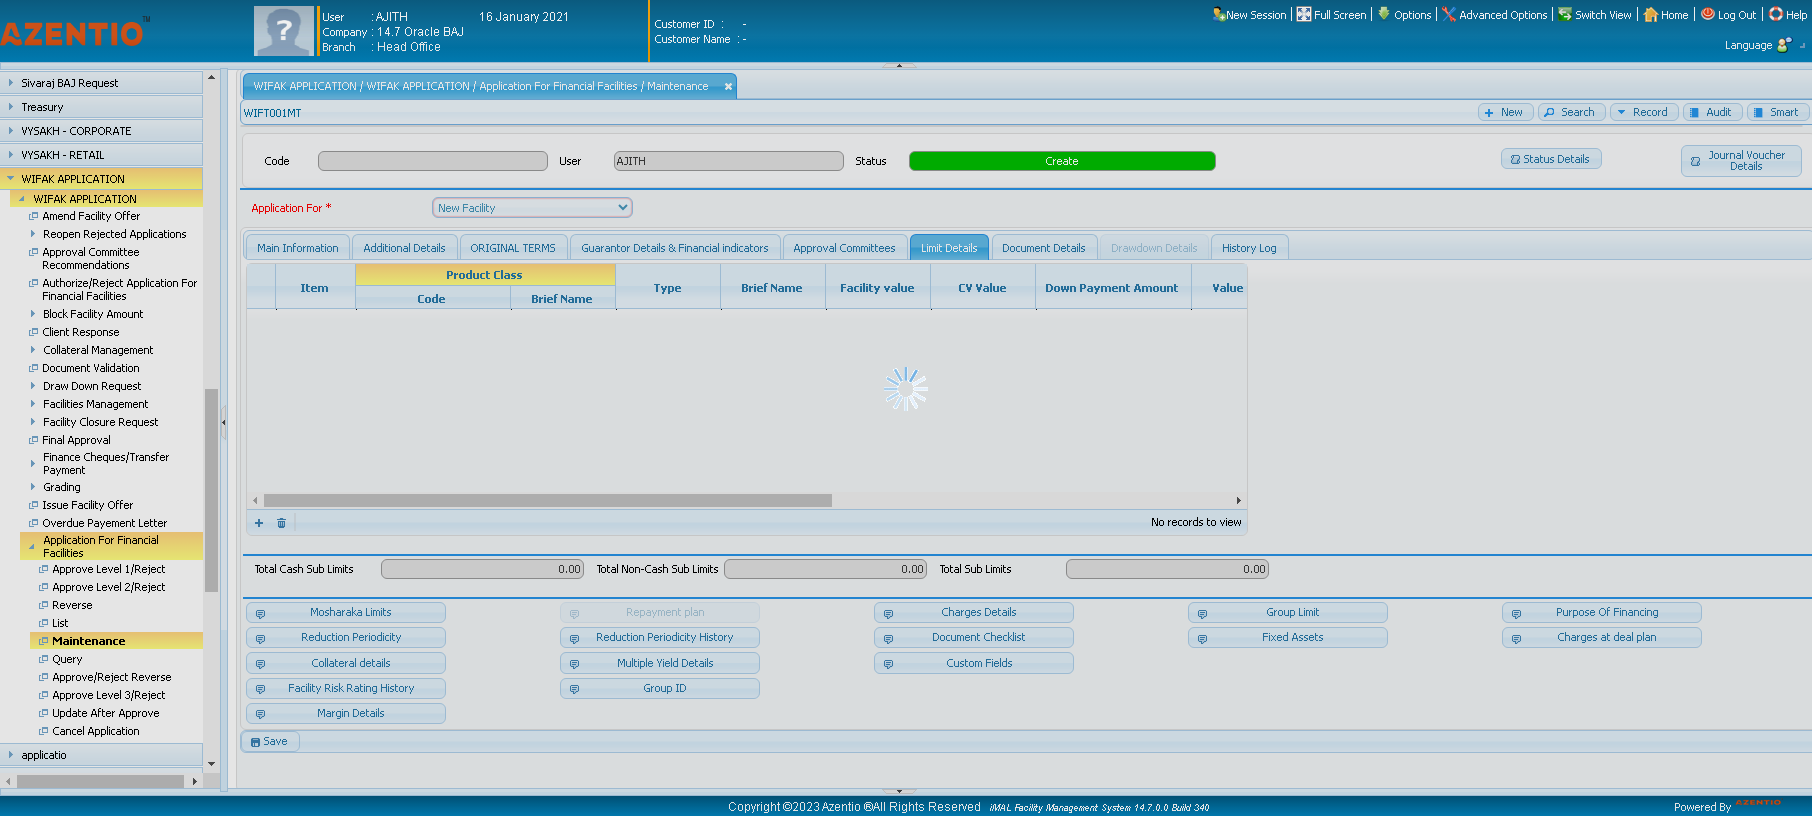 AZENTIO™
User : AJITH 16 January 2021
Company : 14.7 Oracle BAJ
Branch : Head Office
Customer ID : -
Customer Name : -
New Session Full Screen Options Advanced Options Switch View Home Log Out Help
Language
Sivaraj BAJ Request
Treasury
VYSAKH - CORPORATE
VYSAKH - RETAIL
WIFAK APPLICATION
WIFAK APPLICATION
Amend Facility Offer
Reopen Rejected Applications
Approval Committee
Recommendations
Authorize/Reject Application For
Financial Facilities
Block Facility Amount
Client Response
Collateral Management
Document Validation
Draw Down Request
Facilities Management
Facility Closure Request
Final Approval
Finance Cheques/Transfer
Payment
Grading
Issue Facility Offer
Overdue Payement Letter
Application For Financial
Facilities
Approve Level 1/Reject
Approve Level 2/Reject
Reverse
List
Maintenance
Query
Approve/Reject Reverse
Approve Level 3/Reject
Update After Approve
Cancel Application
applicatio
WIFAK APPLICATION / WIFAK APPLICATION / Application For Financial Facilities / Maintenance
WIFT001MT
New Search Record Audit Smart
Code User AJITH Status Create
Status Details
Journal Voucher
Details
Application For * New Facility
Main Information Additional Details ORIGINAL TERMS Guarantor Details & Financial indicators Approval Committees Limit Details Document Details Drawdown Details History Log
Item Product Class Type Brief Name Facility value CV Value Down Payment Amount Value
Code Brief Name
No records to view
Total Cash Sub Limits 0.00 Total Non-Cash Sub Limits 0.00 Total Sub Limits 0.00
Mosharaka Limits Repayment plan Charges Details Group Limit Purpose Of Financing
Reduction Periodicity Reduction Periodicity History Document Checklist Fixed Assets Charges at deal plan
Collateral details Multiple Yield Details Custom Fields
Facility Risk Rating History Group ID
Margin Details
Save
Copyright ©2023 Azentio ®All Rights Reserved iMAL Facility Management System 14.7.0.0 Build 340
Powered By AZENTIO